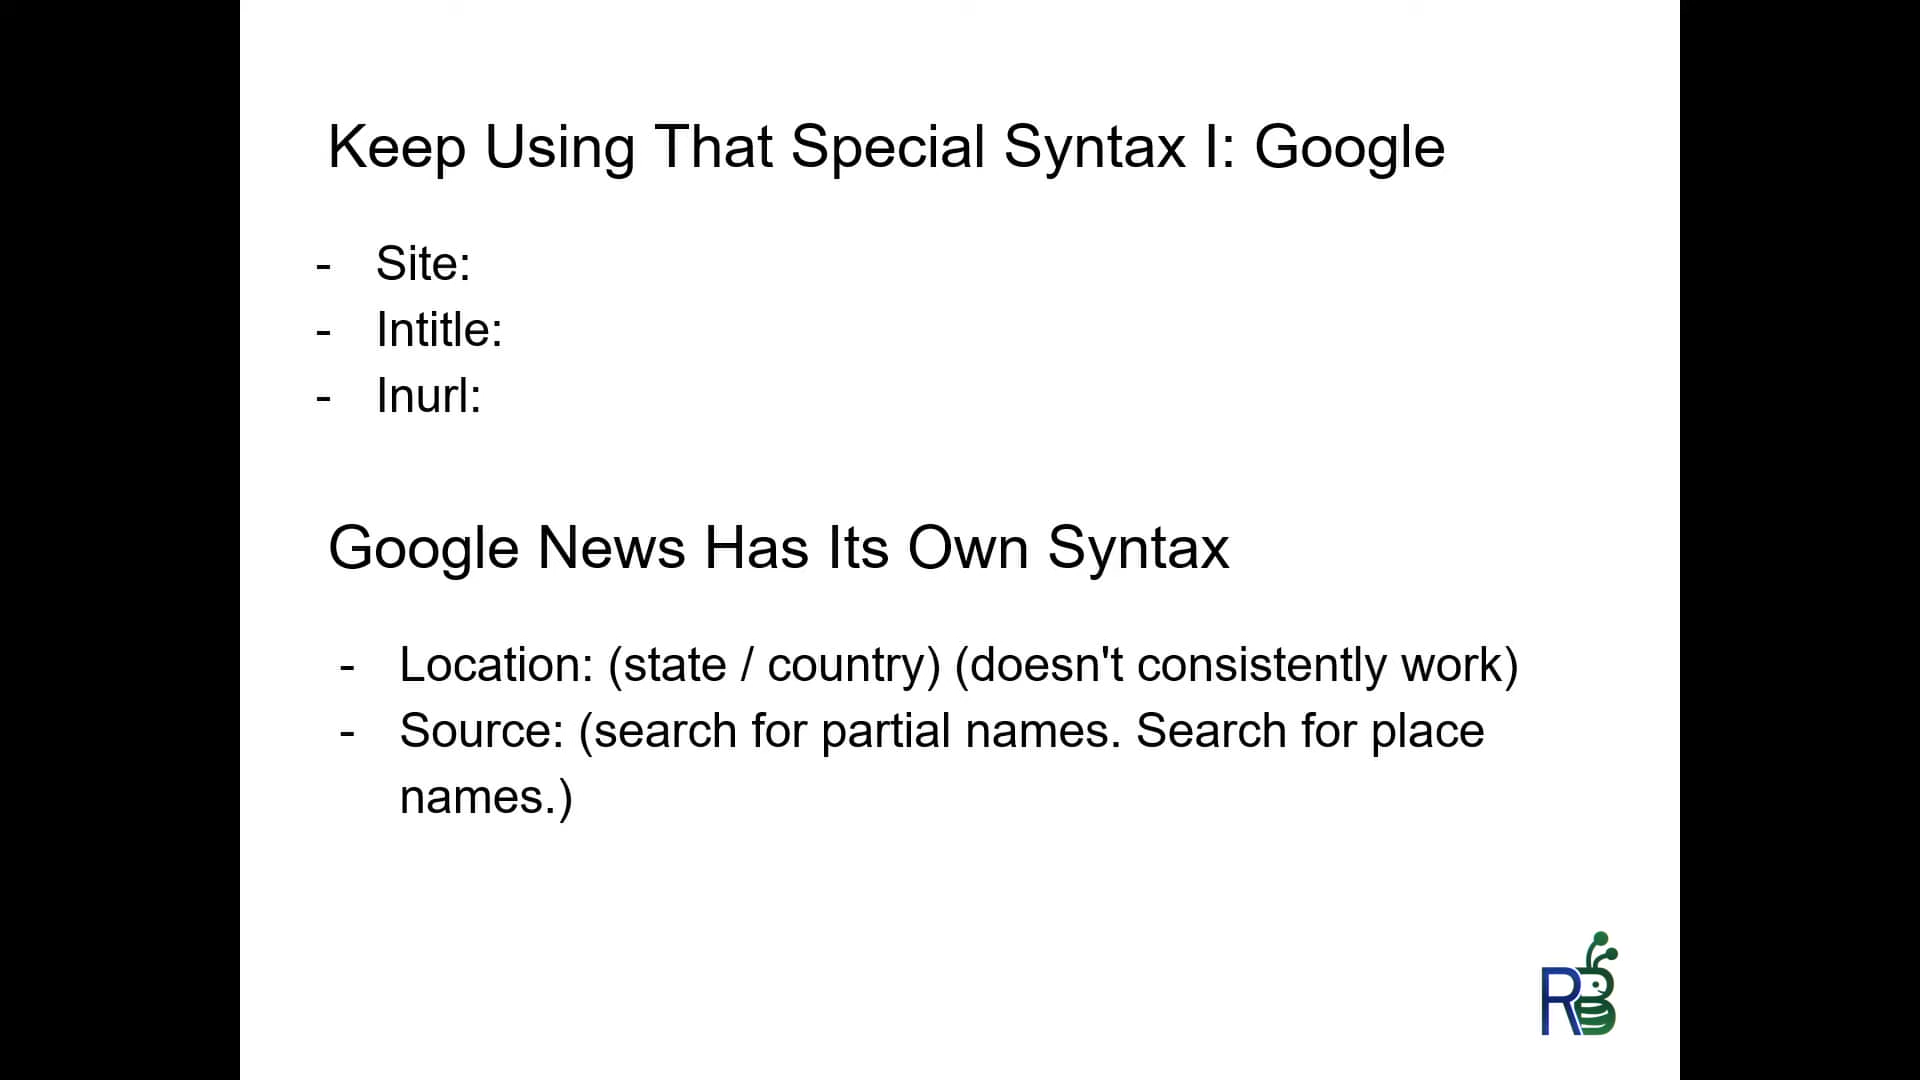 Keep Using That Special Syntax I: Google
- Site:
- Intitle:
- Inurl:
Google News Has Its Own Syntax
- Location: (state / country) (doesn't consistently work)
- Source: (search for partial names. Search for place
names.)
RB